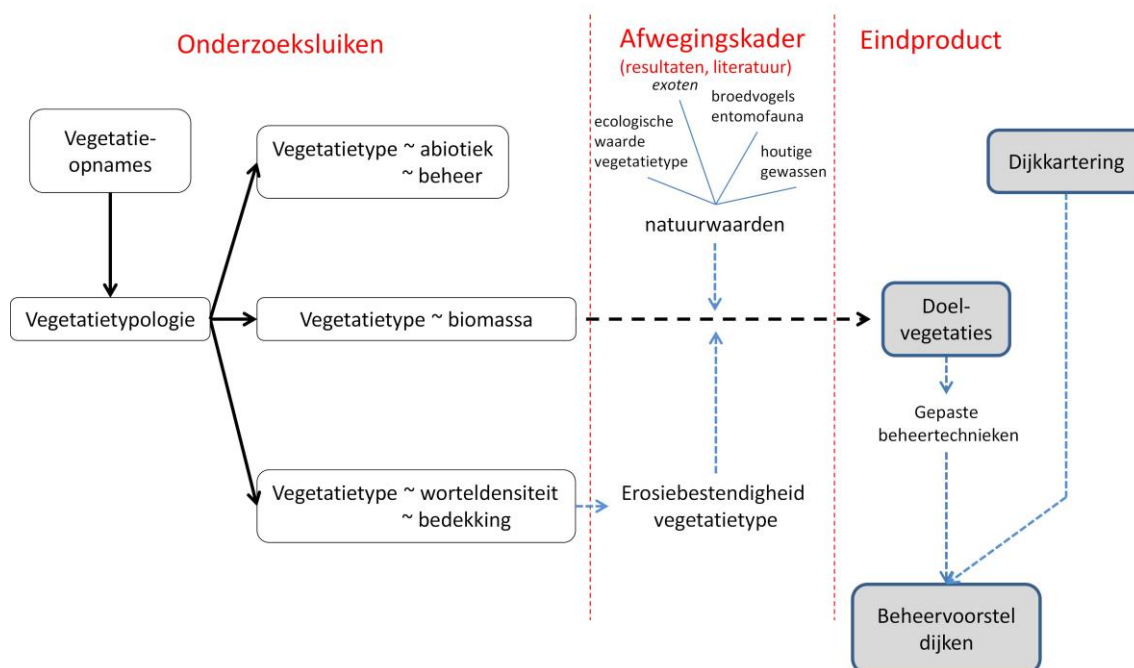 Onderzoeksluiken
Vegetatie-
opnames
Vegetatietypologie
Vegetatietype ~ abiotiek
~ beheer
Vegetatietype ~ biomassa
Vegetatietype ~ worteldensiteit
~ bedekking
Afwegingskader
(resultaten, literatuur)
exoten
broedvogels
entomofauna
ecologische
waarde
vegetatietype
houtige
gewassen
natuurwaarden
Erosiebestendigheid
vegetatietype
Eindproduct
Dijkkartering
Doel-
vegetaties
Gepaste
beheertechnieken
Beheervoorstel
dijken